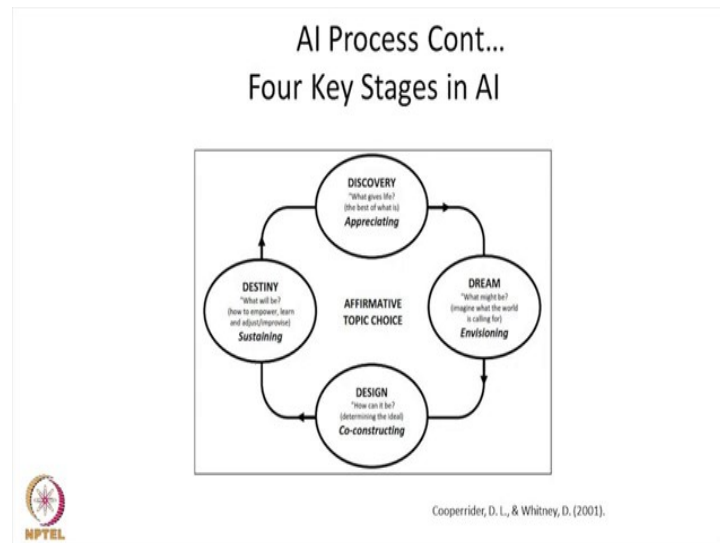 AI Process Cont...
Four Key Stages in AI
DISCOVERY
"What gives life?
(the best of what is)
Appreciating
DREAM
"What might be?
(imagine what the world
is calling for)
Envisioning
DESIGN
"How can it be?
(determining the ideal)
Co-constructing
DESTINY
"What will be?
(how to empower, learn
and adjust/improvise)
Sustaining
AFFIRMATIVE
TOPIC CHOICE
Cooperrider, D. L., & Whitney, D. (2001).
NPTEL